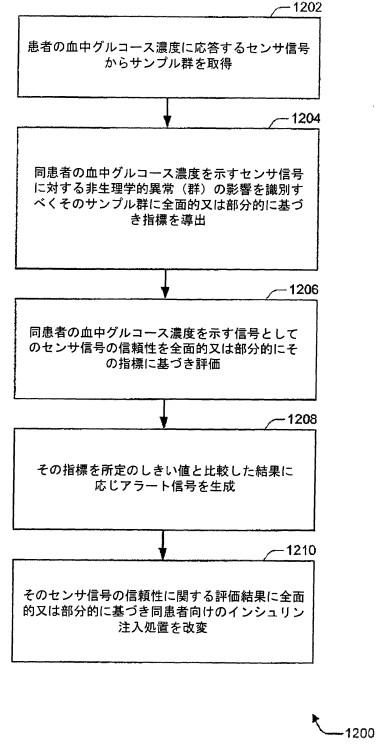 1202
患者の血中グルコース濃度に応答するセンサ信号
からサンプル群を取得
1204
同患者の血中グルコース濃度を示すセンサ信号
に対する非生理学的異常（群）の影響を識別す
べくそのサンプル群に全面的又は部分的に基づ
き指標を導出
1206
同患者の血中グルコース濃度を示す信号として
のセンサ信号の信頼性を全面的又は部分的にそ
の指標に基づき評価
1208
その指標を所定のしきい値と比較した結果に
応じアラート信号を生成
1210
そのセンサ信号の信頼性に関する評価結果に全面
的又は部分的に基づき同患者向けのインシュリン
注入処置を改変
1200